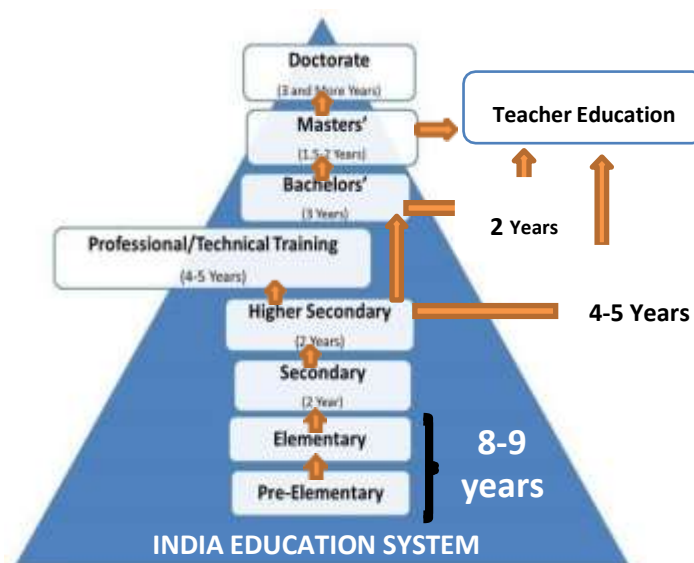 Doctorate
(3 and More Years)
Masters'
(1.5-2 Years)
Teacher Education
Bachelors'
(3 Years)
2 Years
Professional/Technical Training
(4-5 Years)
Higher Secondary
(2 Years)
4-5 Years
Secondary
(2 Year)
Elementary
8-9
years
Pre-Elementary
INDIA EDUCATION SYSTEM